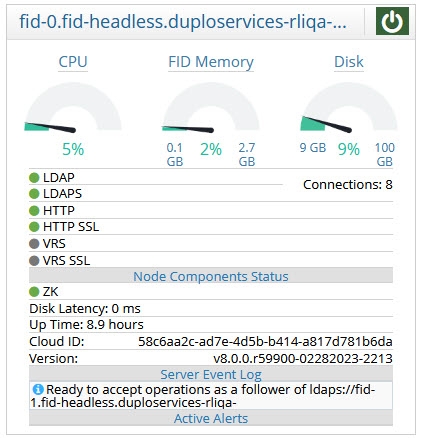 fid-0.fid-headless.duploservices-rliqa-...
CPU FID Memory Disk
5% 0.1 GB 2% 2.7 GB 9 GB 9% 100 GB
LDAP
Connections: 8
LDAPS
HTTP
HTTP SSL
VRS
VRS SSL
Node Components Status
ZK
Disk Latency: 0 ms
Up Time: 8.9 hours
Cloud ID: 58c6aa2c-ad7e-4d5b-b414-a817d781b6da
Version: v8.0.0.r59900-02282023-2213
Server Event Log
Ready to accept operations as a follower of ldaps://fid-
1.fid-headless.duploservices-rliqa-
Active Alerts